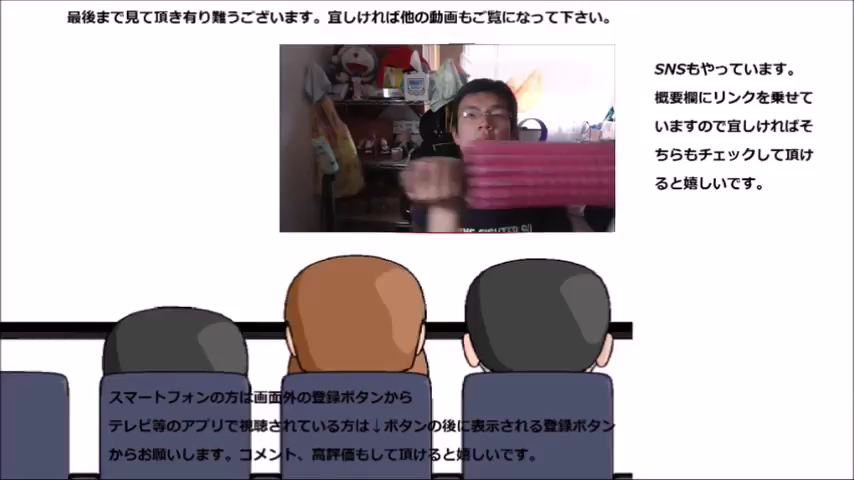 最後まで見て頂き有り難うございます。宜しければ他の動画もご覧になって下さい。
SNSもやっています。
概要欄にリンクを乗せて
いますので宜しければそ
ちらもチェックして頂け
ると嬉しいです。
スマートフォンの方は画面外の登録ボタンから
テレビ等のアプリで視聴されている方は↓ボタンの後に表示される登録ボタン
からお願いします。コメント、高評価もして頂けると嬉しいです。